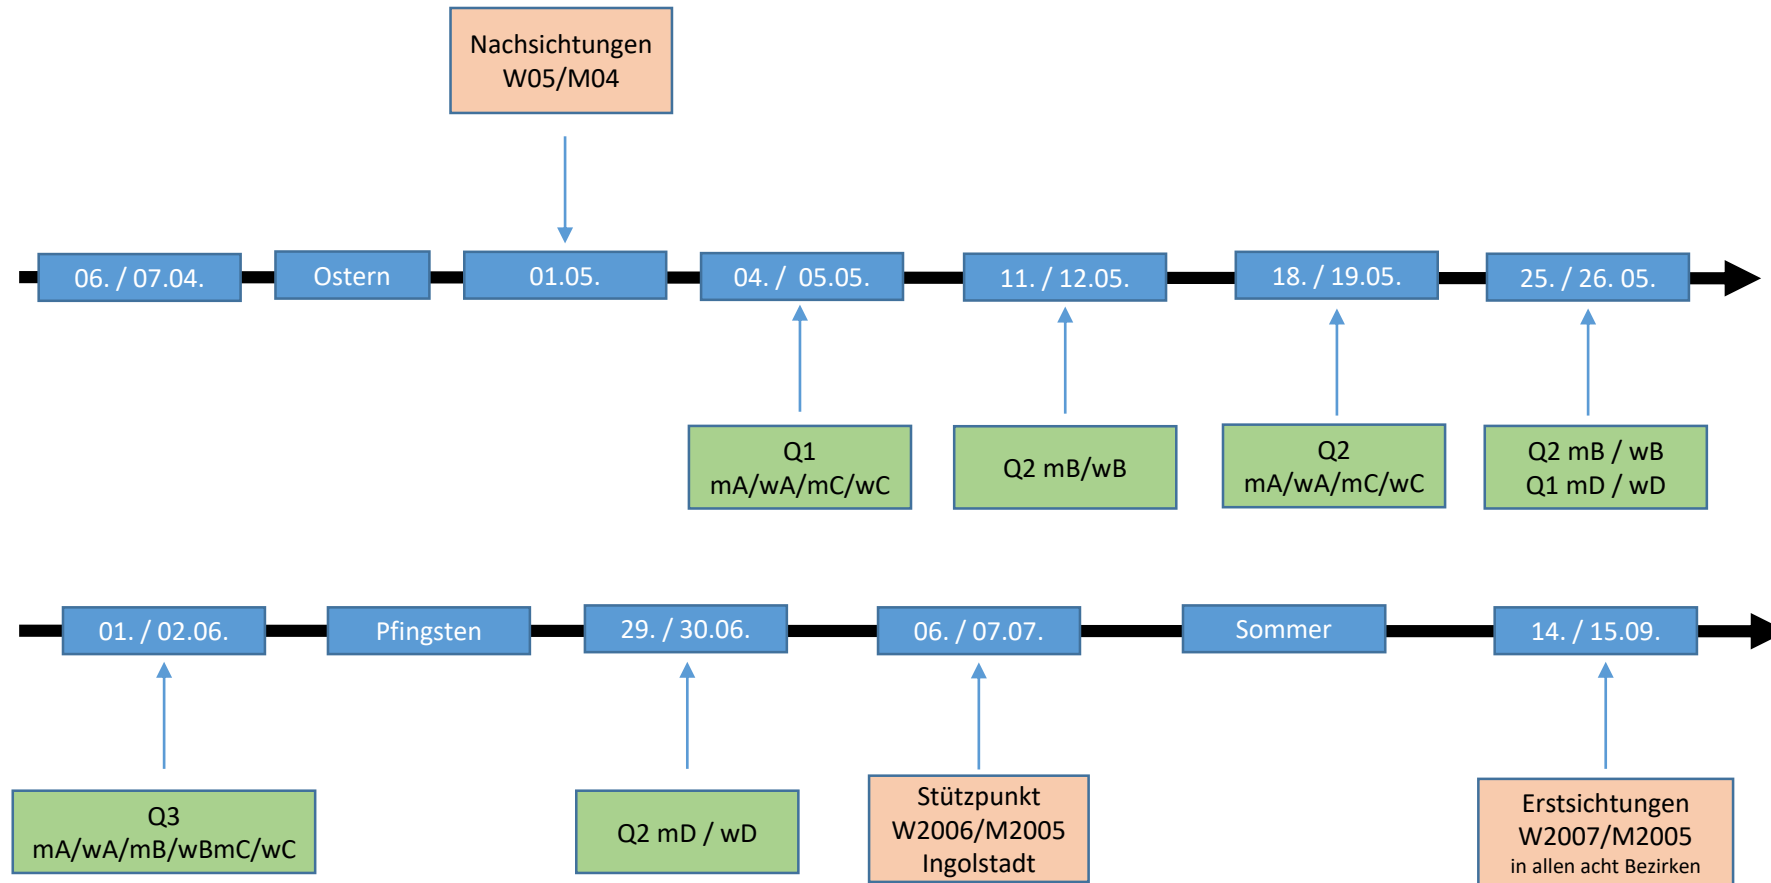 Nachsichtungen
W05/M04
06. / 07.04.
Ostern
01.05.
04. / 05.05.
11. / 12.05.
18. / 19.05.
25. / 26. 05.
Q1
mA/wA/mC/wC
Q2 mB/wB
Q2
mA/wA/mC/wC
Q2 mB / wB
Q1 mD / wD
01. / 02.06.
Pfingsten
29. / 30.06.
06. / 07.07.
Sommer
14. / 15.09.
Q3
mA/wA/mB/wBmC/wC
Q2 mD / wD
Stützpunkt
W2006/M2005
Ingolstadt
Erstsichtungen
W2007/M2005
in allen acht Bezirken